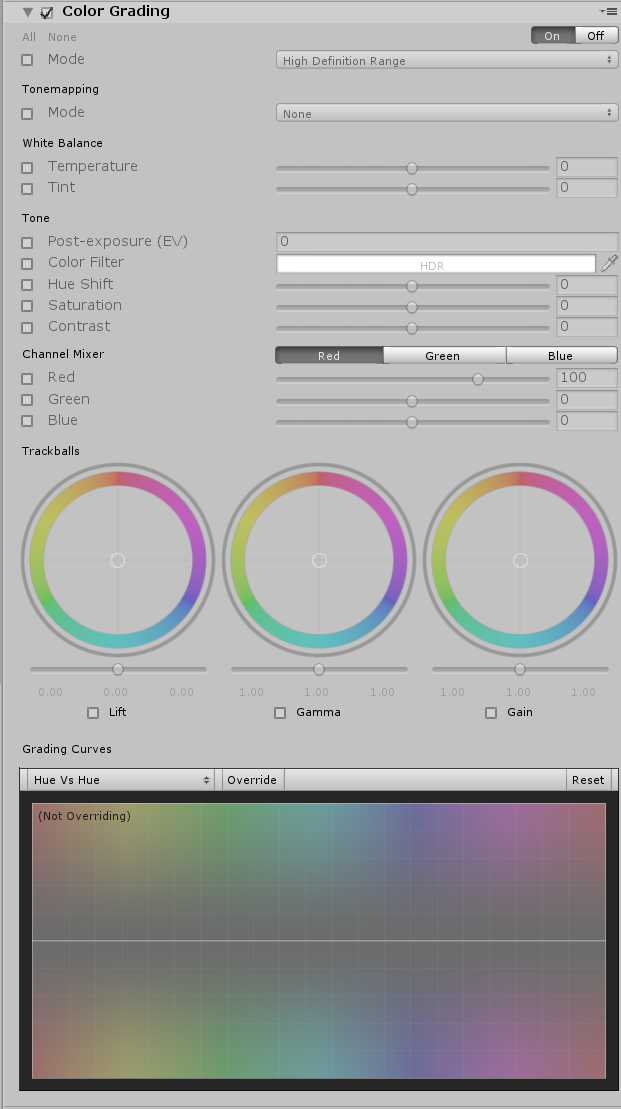 Color Grading
All None On Off
Mode High Definition Range
Tonemapping
Mode None
White Balance
Temperature 0
Tint 0
Tone
Post-exposure (EV) 0
Color Filter HDR
Hue Shift 0
Saturation 0
Contrast 0
Channel Mixer Red Green Blue
Red 100
Green 0
Blue 0
Trackballs
0.00 0.00 0.00 1.00 1.00 1.00 1.00 1.00 1.00
Lift Gamma Gain
Grading Curves
Hue Vs Hue Override Reset
(Not Overriding)